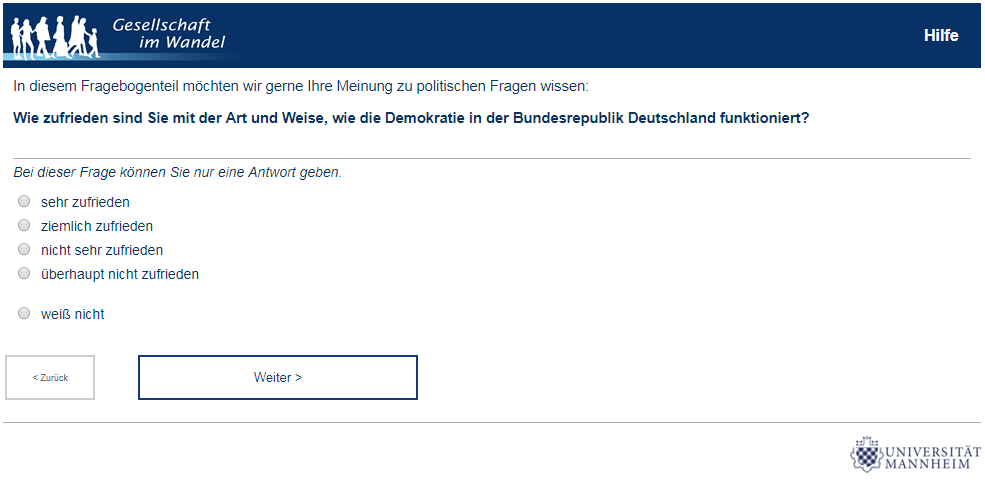 Gesellschaft
im Wandel
Hilfe
In diesem Fragebogenteil möchten wir gerne Ihre Meinung zu politischen Fragen wissen:
Wie zufrieden sind Sie mit der Art und Weise, wie die Demokratie in der Bundesrepublik Deutschland funktioniert?
Bei dieser Frage können Sie nur eine Antwort geben.
sehr zufrieden
ziemlich zufrieden
nicht sehr zufrieden
überhaupt nicht zufrieden
weiß nicht
< Zurück
Weiter >
UNIVERSITÄT
MANNHEIM